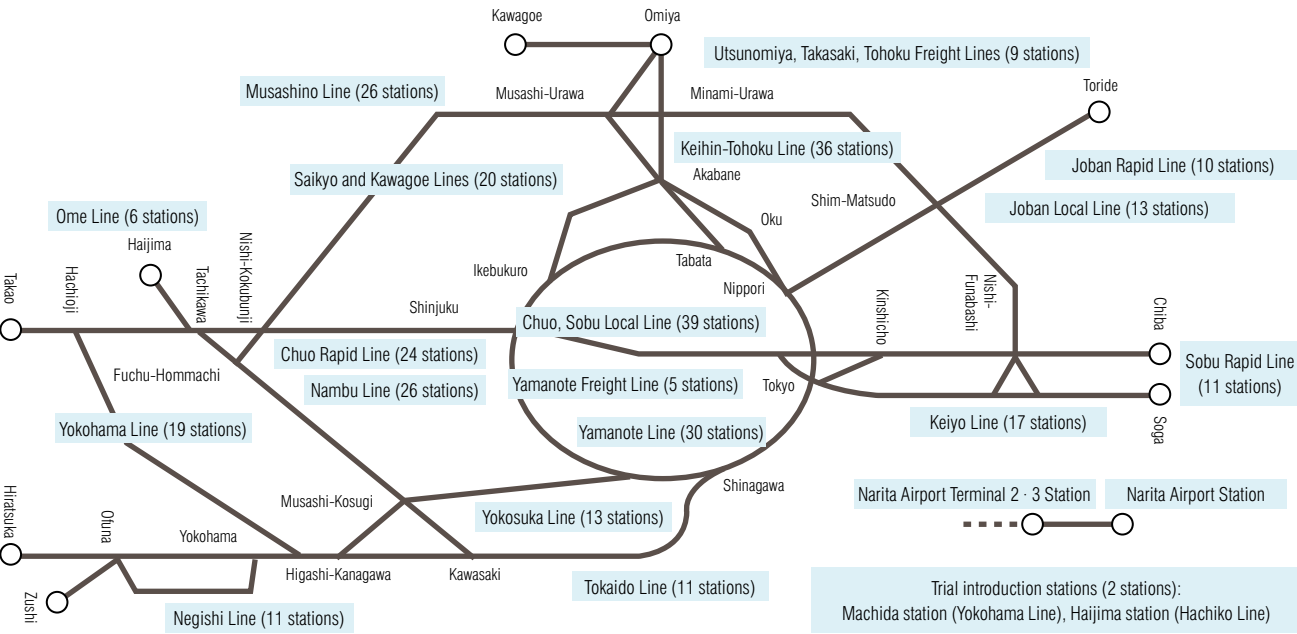 Kawagoe
Omiya
Utsunomiya, Takasaki, Tohoku Freight Lines (9 stations)
Toride
Musashino Line (26 stations)
Musashi-Urawa
Minami-Urawa
Keihin-Tohoku Line (36 stations)
Akabane
Joban Rapid Line (10 stations)
Saikyo and Kawagoe Lines (20 stations)
Shim-Matsudo
Joban Local Line (13 stations)
Ome Line (6 stations)
Haijima
Oku
Tabata
Ikebukuro
Nippori
Takao
Hachioji
Tachikawa
Nishi-Kokubunji
Shinjuku
Chuo, Sobu Local Line (39 stations)
Kinshicho
Nishi-
Funabashi
Chiba
Chuo Rapid Line (24 stations)
Sobu Rapid Line
(11 stations)
Fuchu-Hommachi
Nambu Line (26 stations)
Yamanote Freight Line (5 stations)
Tokyo
Yokohama Line (19 stations)
Yamanote Line (30 stations)
Keiyo Line (17 stations)
Soga
Shinagawa
Narita Airport Terminal 2 · 3 Station
Narita Airport Station
Musashi-Kosugi
Yokosuka Line (13 stations)
Hiratsuka
Ofuna
Yokohama
Higashi-Kanagawa
Kawasaki
Tokaido Line (11 stations)
Zushi
Negishi Line (11 stations)
Trial introduction stations (2 stations):
Machida station (Yokohama Line), Haijima station (Hachiko Line)